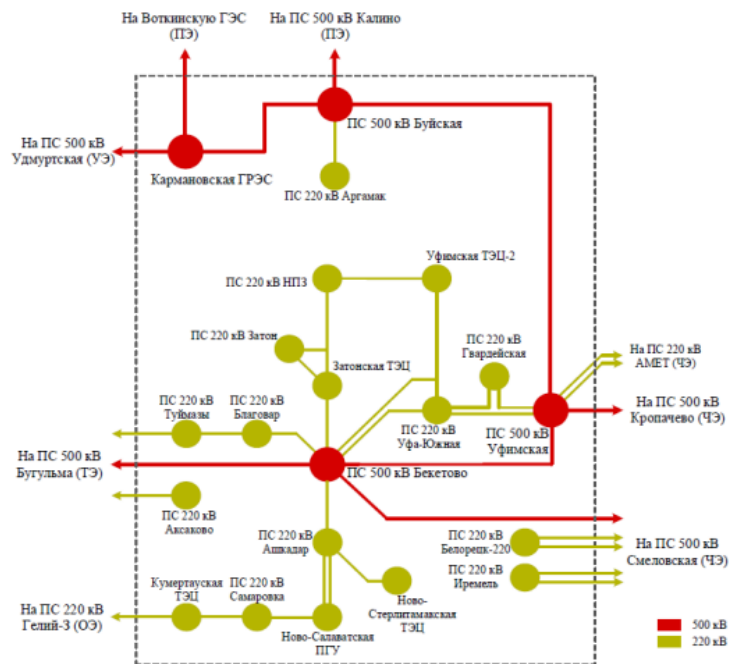 На Воткинскую ГЭС
(ПЭ)
На ПС 500 кВ Калино
(ПЭ)
ПС 500 кВ Буйская
На ПС 500 кВ
Удмуртская (УЭ)
Кармановская ГРЭС
ПС 220 кВ Аргамак
Уфимская ТЭЦ-2
ПС 220 кВ НПЗ
ПС 220 кВ Затон
ПС 220 кВ
Гвардейская
На ПС 220 кВ
АМЕТ (ЧЭ)
Затонская ТЭЦ
ПС 220 кВ
Туймазы
ПС 220 кВ
Благовар
На ПС 500 кВ
Кропачево (ЧЭ)
ПС 220 кВ
Уфа-Южная
ПС 500 кВ
Уфимская
На ПС 500 кВ
Бугульма (ТЭ)
ПС 500 кВ Бекетово
ПС 220 кВ
Аксаково
ПС 220 кВ
Ашкадар
ПС 220 кВ
Белорецк-220
На ПС 500 кВ
Смеловская (ЧЭ)
ПС 220 кВ
Иремель
Кумертауская
ТЭЦ
ПС 220 кВ
Самаровка
Ново-
Стерлитамакская
ТЭЦ
На ПС 220 кВ
Гелий-3 (ОЭ)
Ново-Салаватская
ПГУ
500 кВ
220 кВ